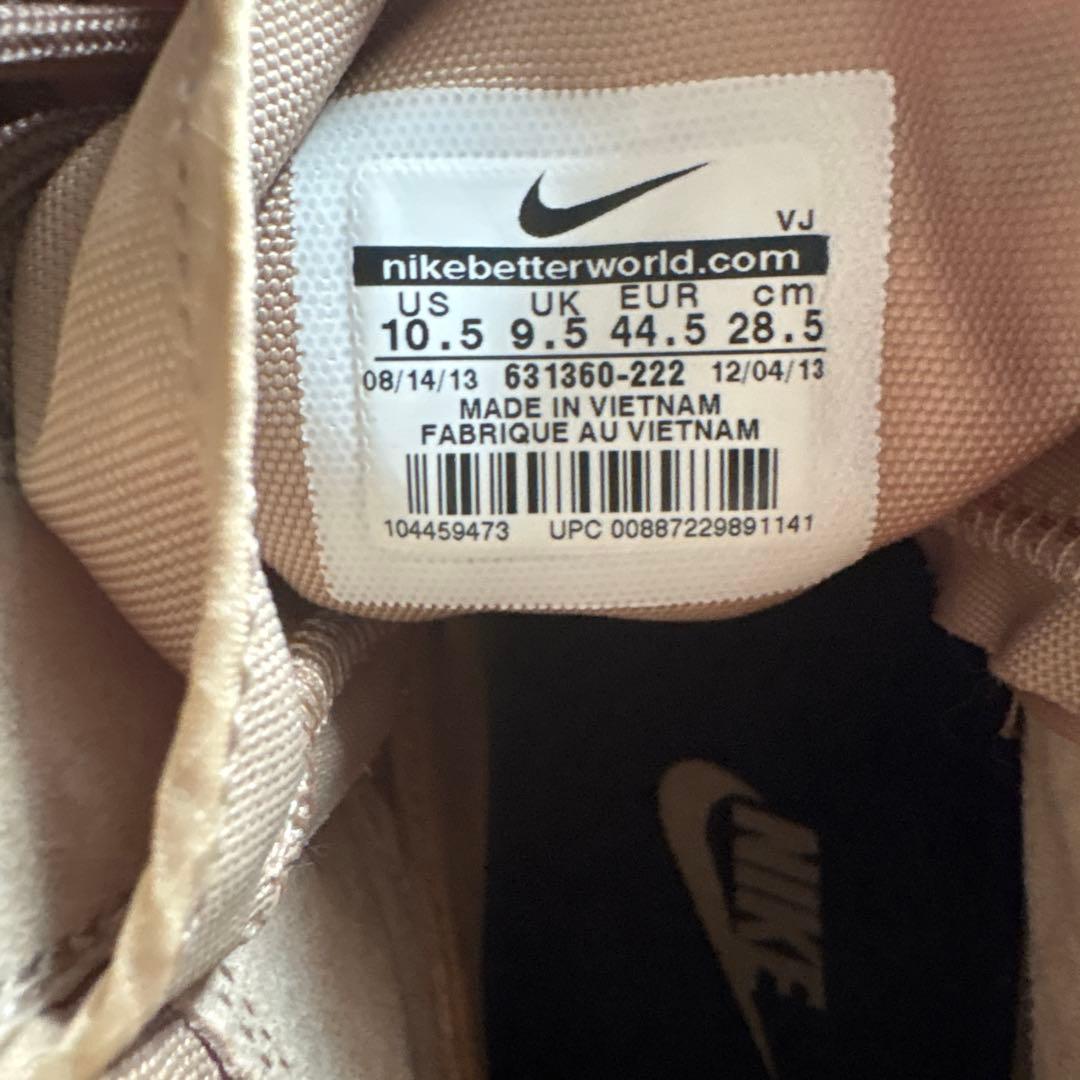 VJ
nikebetterworld.com
US UK EUR cm
10.5 9.5 44.5 28.5
08/14/13 631360-222 12/04/13
MADE IN VIETNAM
FABRIQUE AU VIETNAM
104459473 UPC 00887229891141
NIKE